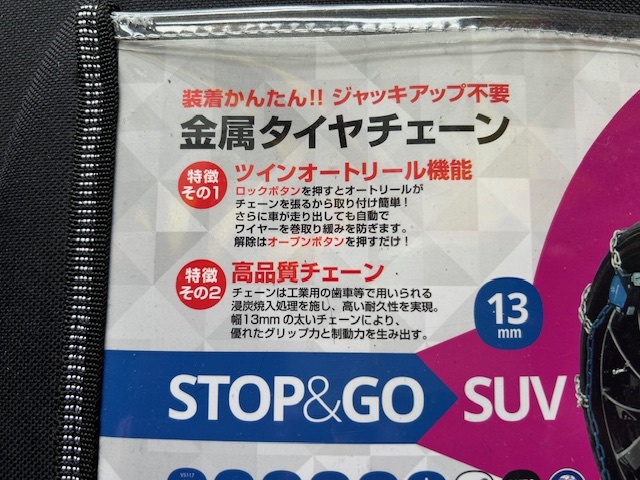 装着かんたん!! ジャッキアップ不要
金属タイヤチェーン
特徴
その1
ツインオートリール機能
ロックボタンを押すとオートリールが
チェーンを張るから取り付け簡単!
さらに車が走り出しても自動で
ワイヤーを巻取り緩みを防ぎます。
解除はオープンボタンを押すだけ!
特徴
その2
高品質チェーン
チェーンは工業用の歯車等で用いられる
浸炭焼入処理を施し、高い耐久性を実現。
幅13mmの太いチェーンにより、
優れたグリップ力と制動力を生み出す。
13
mm
STOP&GO SUV